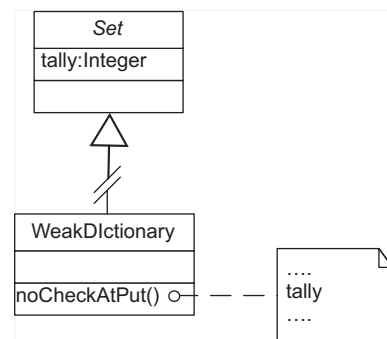 Set
tally:Integer
WeakDIctionary
noCheckAtPut()
....
tally
....